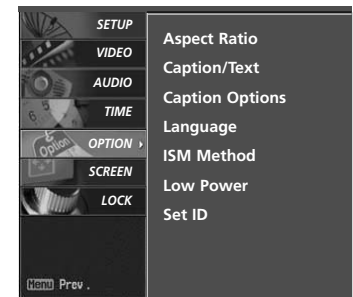 SETUP
VIDEO
AUDIO
TIME
OPTION
SCREEN
LOCK
Menu Prev.
Aspect Ratio
Caption/Text
Caption Options
Language
ISM Method
Low Power
Set ID